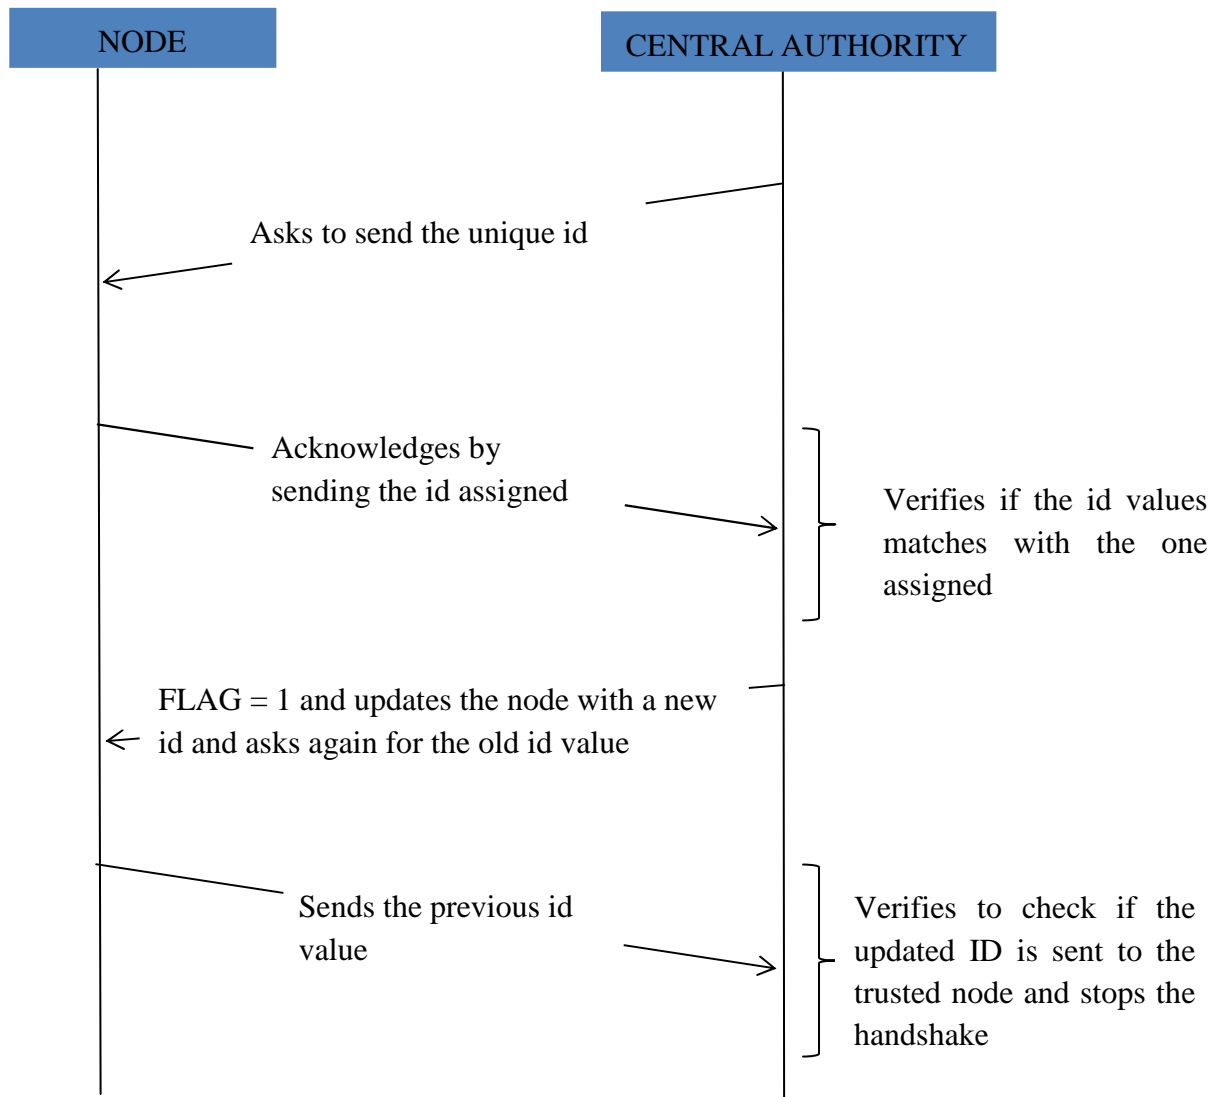 NODE
CENTRAL AUTHORITY
Asks to send the unique id
Acknowledges by
sending the id assigned
Verifies if the id values
matches with the one
assigned
FLAG = 1 and updates the node with a new
id and asks again for the old id value
Sends the previous id
value
Verifies to check if the
updated ID is sent to the
trusted node and stops the
handshake